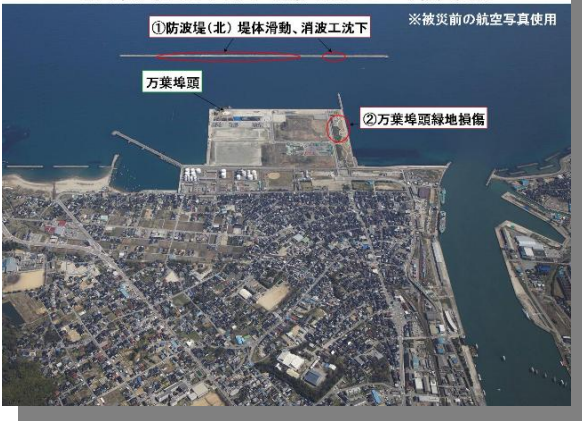 ※被災前の航空写真使用
①防波堤(北) 堤体滑動、消波工沈下
万葉埠頭
②万葉埠頭緑地損傷